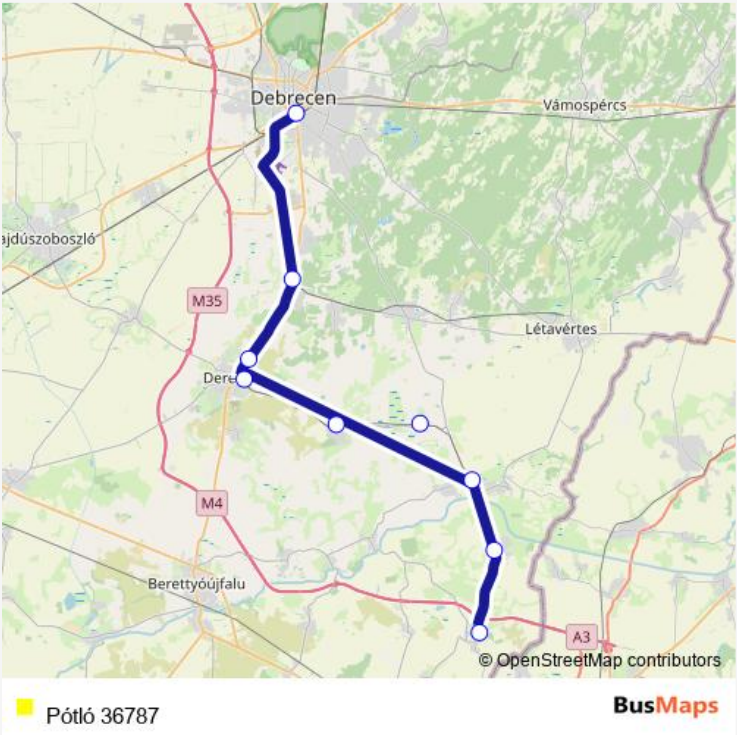 Debrecen
Vámospércs
ajdúszoboszló
M35
Létavértes
Dere
M4
Berettyóújfalu
A3
© OpenStreetMap contributors
Pótló 36787
BusMaps